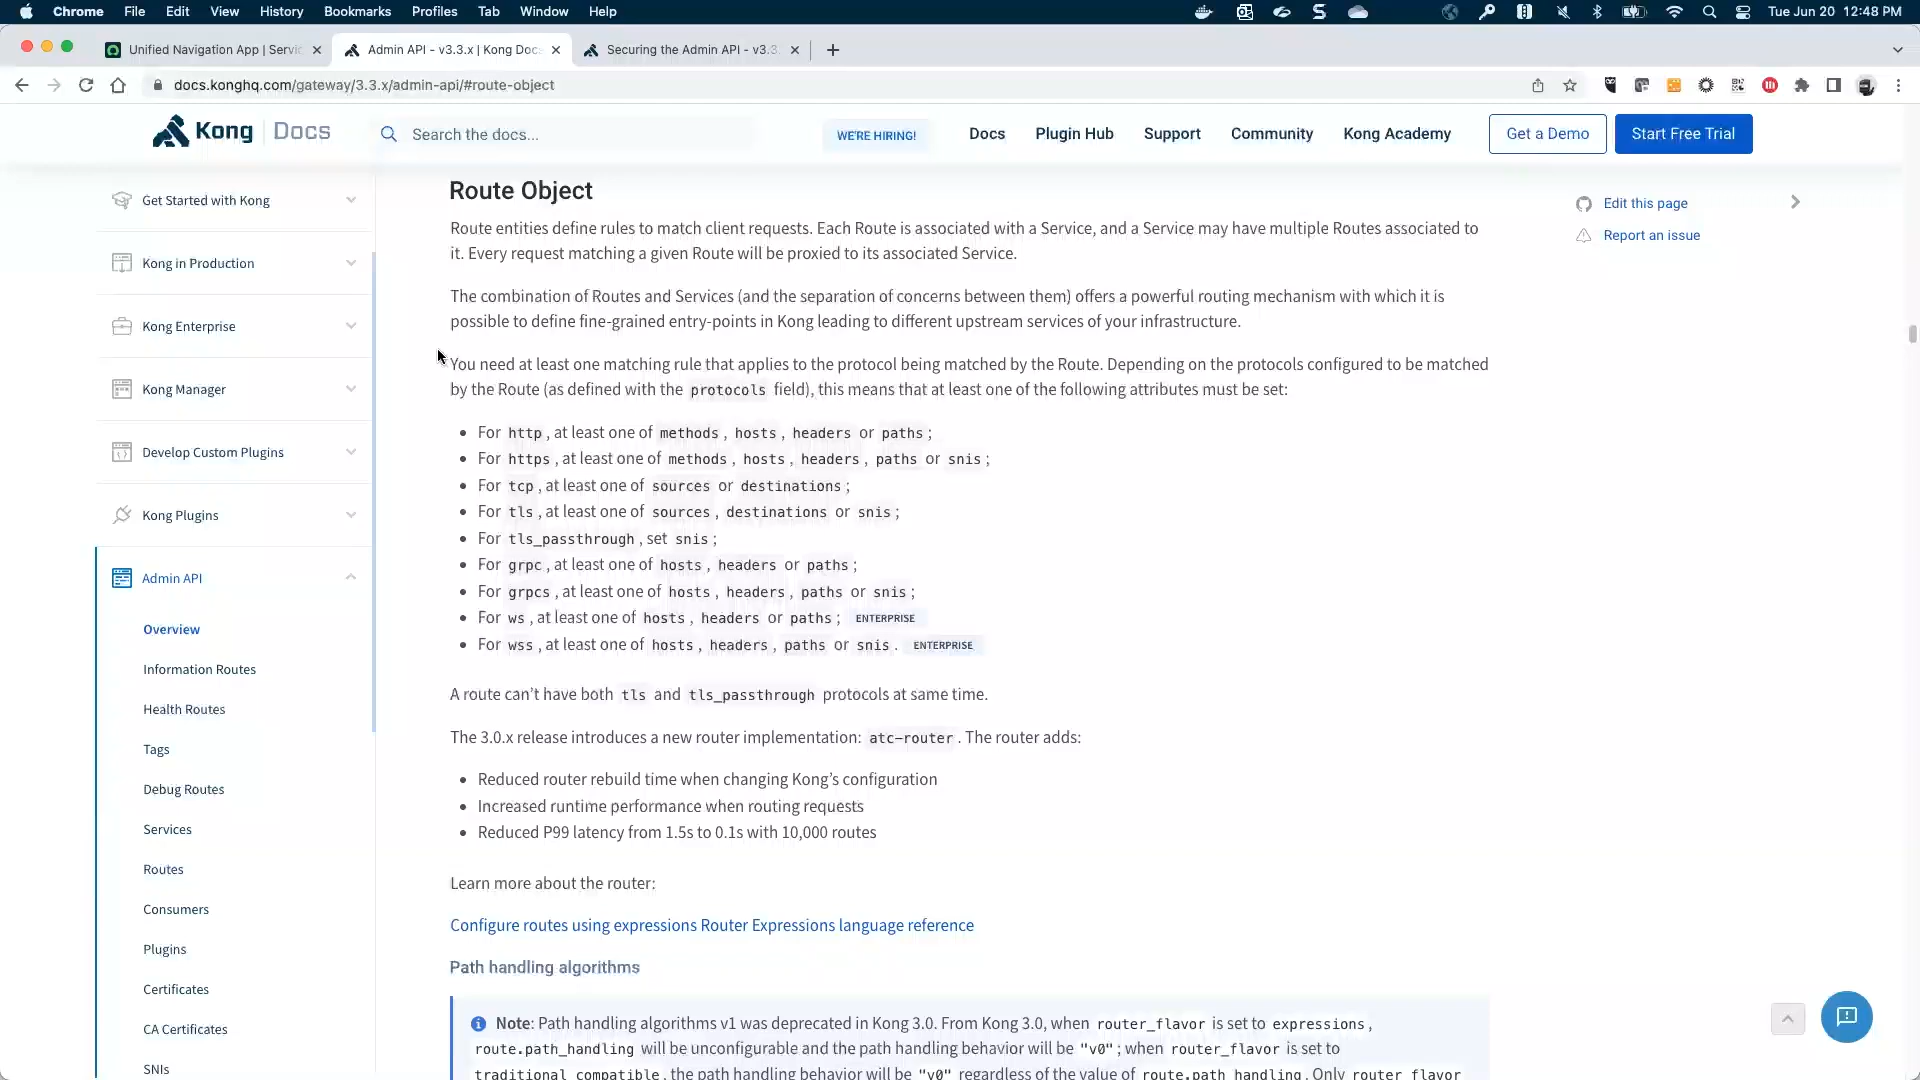 Chrome File Edit View History Bookmarks Profiles Tab Window Help Tue Jun 20 12:48 PM
Unified Navigation App | Servic
Admin API - v3.3.x | Kong Doc
Securing the Admin API - v3.3
docs.konghq.com/gateway/3.3.x/admin-api/#route-object
Kong Docs
Search the docs...
WE'RE HIRING!
Docs
Plugin Hub
Support
Community
Kong Academy
Get a Demo
Start Free Trial
Get Started with Kong
Kong in Production
Kong Enterprise
Kong Manager
Develop Custom Plugins
Kong Plugins
Admin API
Overview
Information Routes
Health Routes
Tags
Debug Routes
Services
Routes
Consumers
Plugins
Certificates
CA Certificates
SNIs
Route Object
Route entities define rules to match client requests. Each Route is associated with a Service, and a Service may have multiple Routes associated to
it. Every request matching a given Route will be proxied to its associated Service.
The combination of Routes and Services (and the separation of concerns between them) offers a powerful routing mechanism with which it is
possible to define fine-grained entry-points in Kong leading to different upstream services of your infrastructure.
You need at least one matching rule that applies to the protocol being matched by the Route. Depending on the protocols configured to be matched
by the Route (as defined with the protocols field), this means that at least one of the following attributes must be set:
• For http, at least one of methods, hosts, headers or paths;
• For https, at least one of methods, hosts, headers, paths or snis;
• For tcp, at least one of sources or destinations;
• For tls, at least one of sources, destinations or snis;
• For tls_passthrough, set snis;
• For grpc, at least one of hosts, headers or paths;
• For grpcs, at least one of hosts, headers, paths or snis;
• For ws, at least one of hosts, headers or paths; ENTERPRISE
• For wss, at least one of hosts, headers, paths or snis. ENTERPRISE
A route can't have both tls and tls_passthrough protocols at same time.
The 3.0.x release introduces a new router implementation: atc-router. The router adds:
• Reduced router rebuild time when changing Kong's configuration
• Increased runtime performance when routing requests
• Reduced P99 latency from 1.5s to 0.1s with 10,000 routes
Learn more about the router:
Configure routes using expressions Router Expressions language reference
Path handling algorithms
Note: Path handling algorithms v1 was deprecated in Kong 3.0. From Kong 3.0, when router_flavor is set to expressions,
route.path_handling will be unconfigurable and the path handling behavior will be "v0"; when router_flavor is set to
traditional_compatible, the path handling behavior will be "v0" regardless of the value of route.path_handling. Only router_flavor
Edit this page
Report an issue